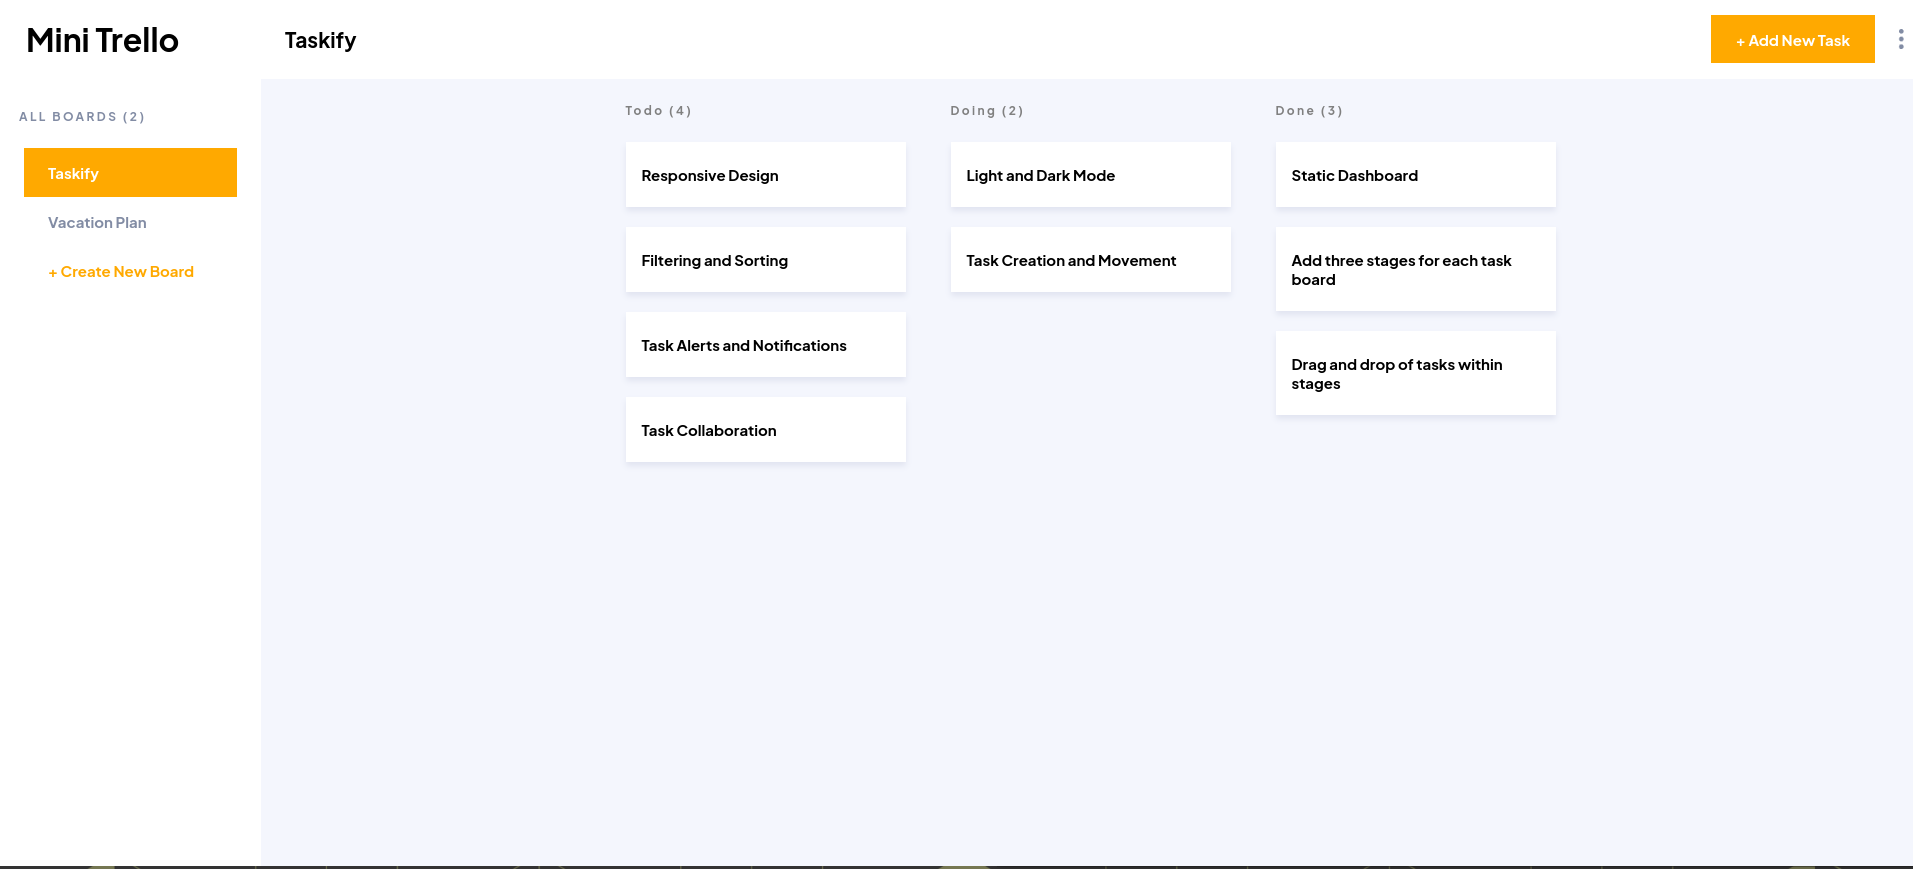 Mini Trello
ALL BOARDS (2)
Taskify
Vacation Plan
+ Create New Board
Taskify
+ Add New Task
Todo (4)
Responsive Design
Filtering and Sorting
Task Alerts and Notifications
Task Collaboration
Doing (2)
Light and Dark Mode
Task Creation and Movement
Done (3)
Static Dashboard
Add three stages for each task
board
Drag and drop of tasks within
stages